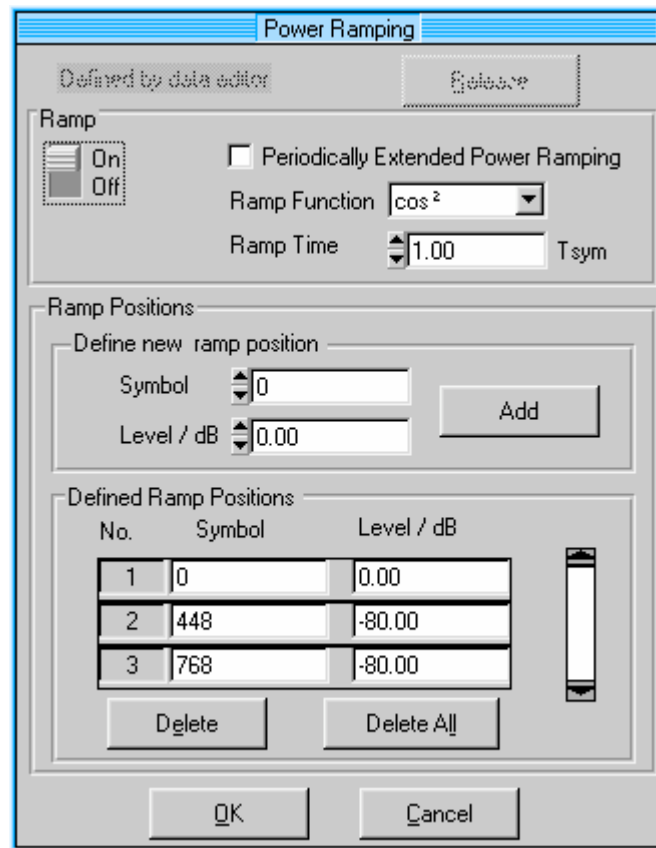 Power Ramping
Defined by data editor Release
Ramp
On
Off
Periodically Extended Power Ramping
Ramp Function cos²
Ramp Time 1.00 Tsym
Ramp Positions
Define new ramp position
Symbol 0
Level / dB 0.00
Add
Defined Ramp Positions
No. Symbol Level / dB
1 0 0.00
2 448 -80.00
3 768 -80.00
Delete Delete All
OK Cancel